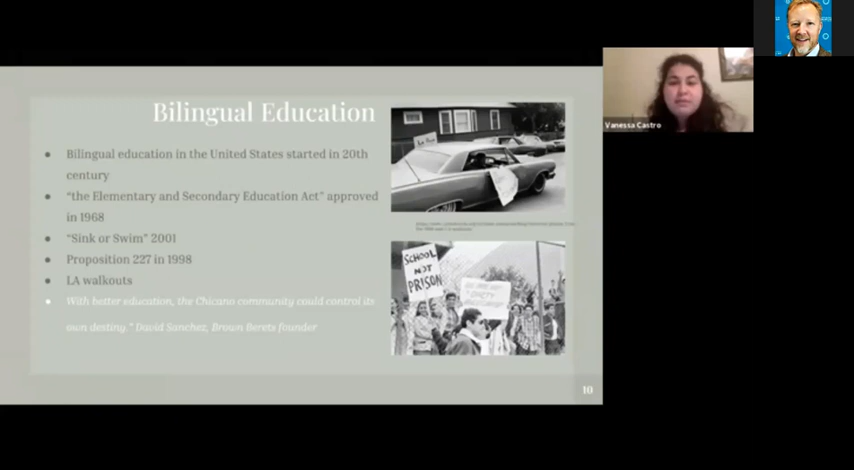 Bilingual Education
Bilingual education in the United States started in 20th
century
"the Elementary and Secondary Education Act" approved
in 1968
"Sink or Swim" 2001
Proposition 227 in 1998
LA walkouts
With better education, the Chicano community could control its
own destiny." David Sanchez, Brown Berets founder
SCHOOL
NOT
PRISON
10
Vanessa Castro